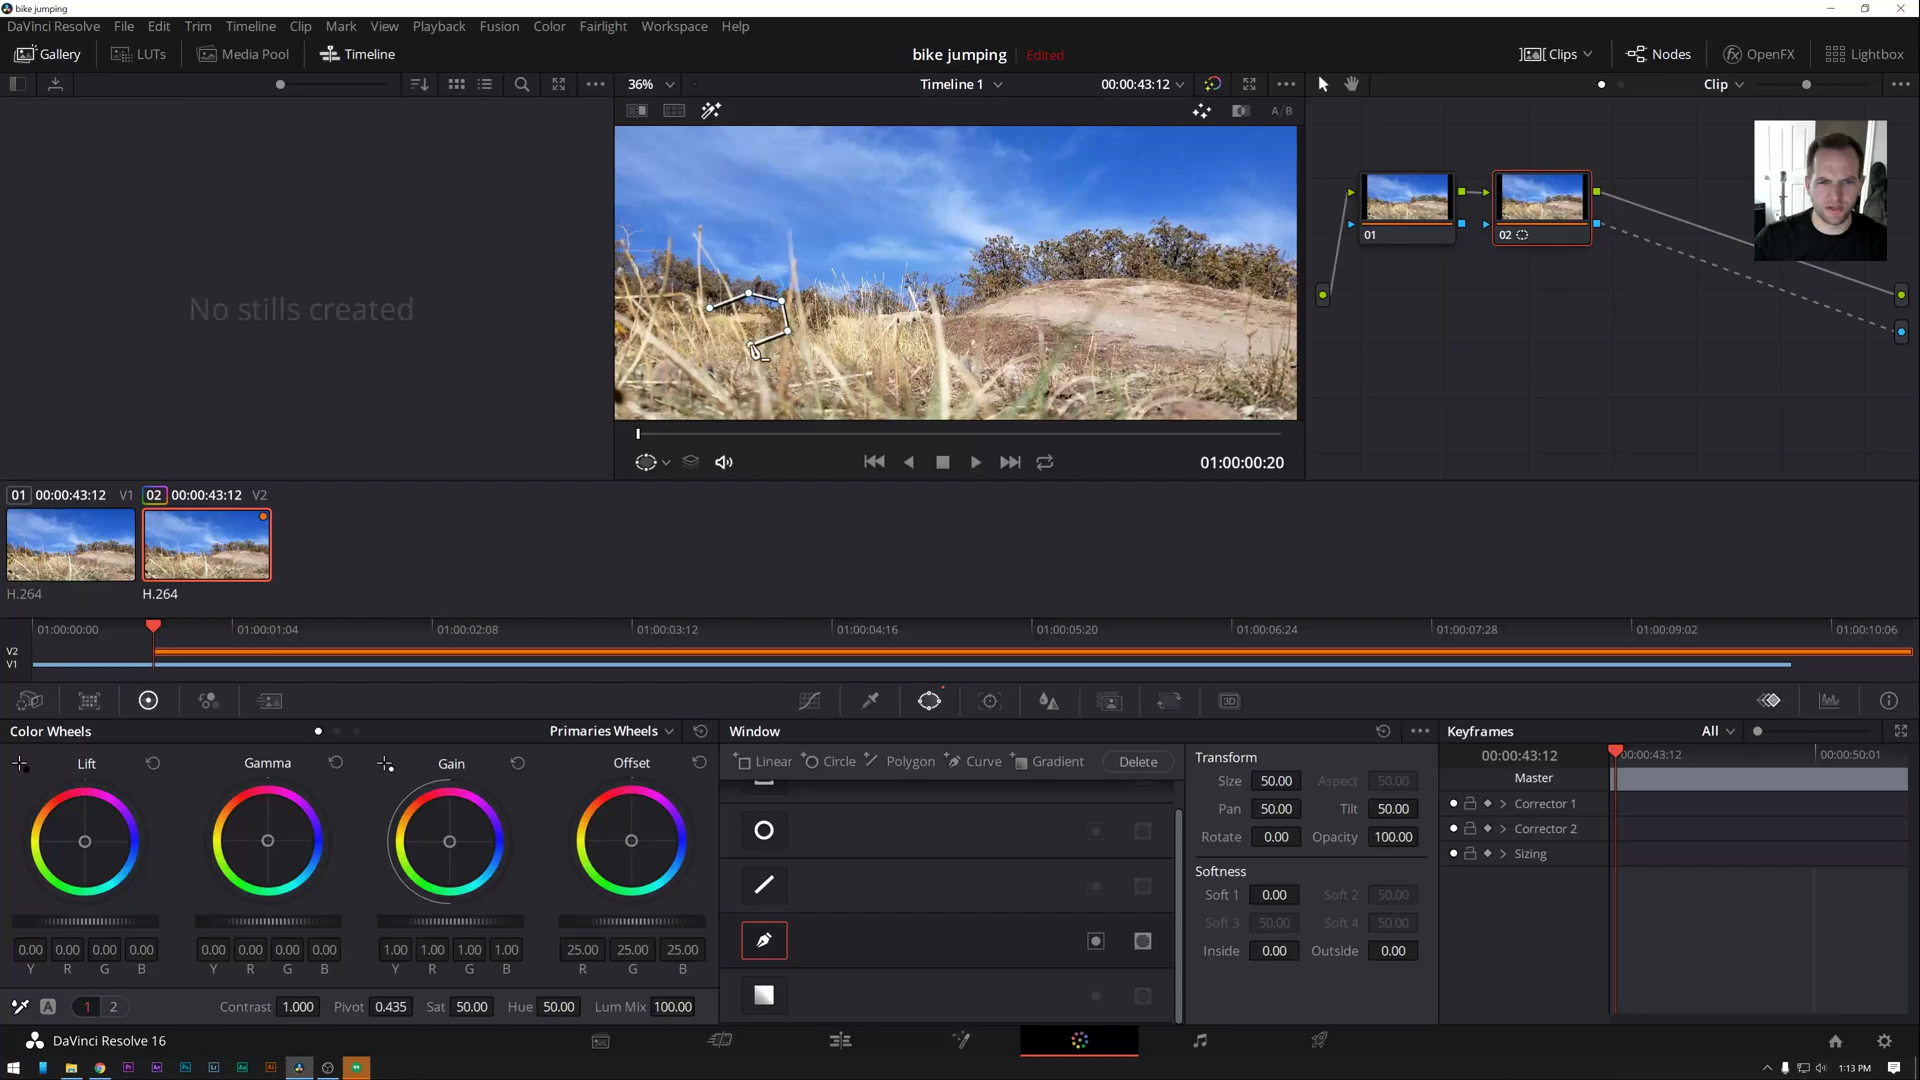 bike jumping
DaVinci Resolve File Edit Trim Timeline Clip Mark View Playback Fusion Color Fairlight Workspace Help
Gallery LUTs Media Pool Timeline bike jumping Edited Clips Nodes OpenFX Lightbox
36% Timeline 1 00:00:43:12 Clip
A/B
01 02
No stills created
01:00:00:20
01 00:00:43:12 V1 02 00:00:43:12 V2
H.264 H.264
01:00:00:00 01:00:01:04 01:00:02:08 01:00:03:12 01:00:04:16 01:00:05:20 01:00:06:24 01:00:07:28 01:00:09:02 01:00:10:06
V2
V1
3D
Color Wheels Primaries Wheels Window Keyframes All
Lift Gamma Gain Offset
Linear Circle Polygon Curve Gradient Delete
Transform
Size 50.00 Aspect 50.00
Pan 50.00 Tilt 50.00
Rotate 0.00 Opacity 100.00
Softness
Soft 1 0.00 Soft 2 50.00
Soft 3 50.00 Soft 4 50.00
Inside 0.00 Outside 0.00
00:00:43:12 00:00:43:12 00:00:50:01
Master
Corrector 1
Corrector 2
Sizing
0.00 0.00 0.00 0.00 0.00 0.00 0.00 0.00 1.00 1.00 1.00 1.00 25.00 25.00 25.00
Y R G B Y R G B Y R G B R G B
A 1 2 Contrast 1.000 Pivot 0.435 Sat 50.00 Hue 50.00 Lum Mix 100.00
DaVinci Resolve 16
Pr Ae Ps Lr Au Ai 1:13 PM